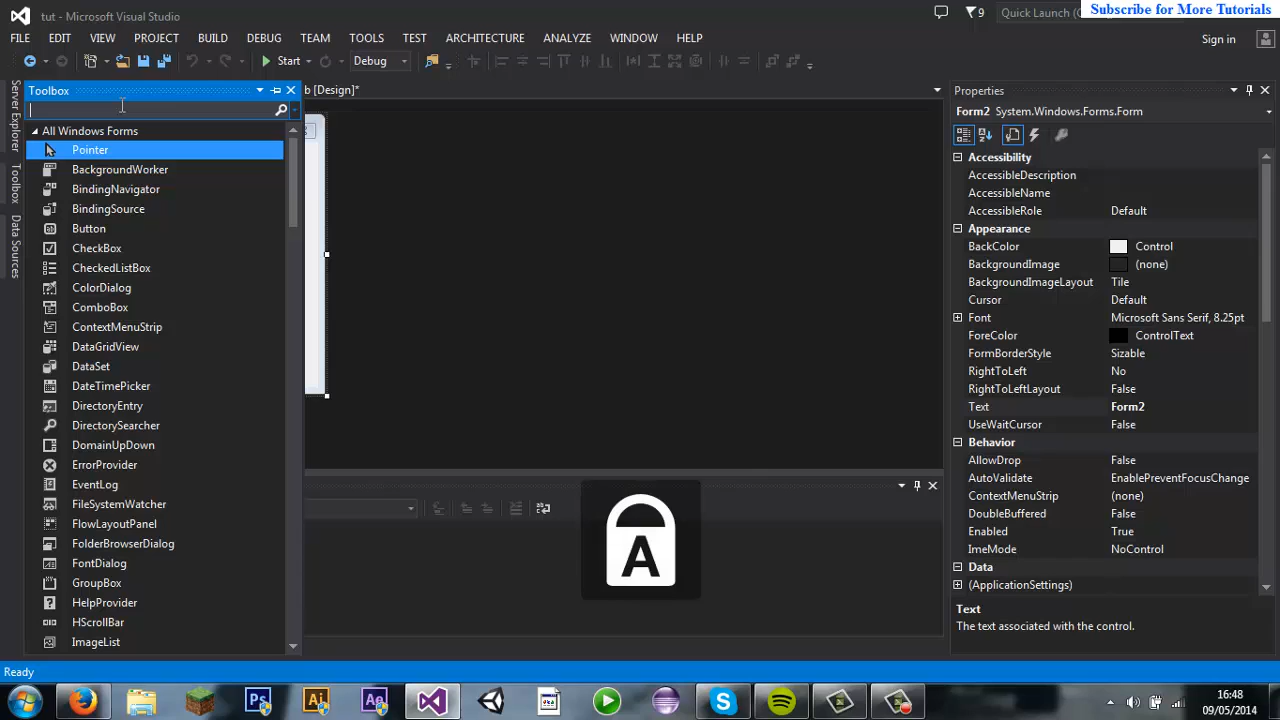 Subscribe for More Tutorials
tut - Microsoft Visual Studio
9
Quick Launch (
FILE EDIT VIEW PROJECT BUILD DEBUG TEAM TOOLS TEST ARCHITECTURE ANALYZE WINDOW HELP
Sign in
Start Debug
Server Explorer
Toolbox
Data Sources
Toolbox
b [Design]*
All Windows Forms
Pointer
BackgroundWorker
BindingNavigator
BindingSource
Button
CheckBox
CheckedListBox
ColorDialog
ComboBox
ContextMenuStrip
DataGridView
DataSet
DateTimePicker
DirectoryEntry
DirectorySearcher
DomainUpDown
ErrorProvider
EventLog
FileSystemWatcher
FlowLayoutPanel
FolderBrowserDialog
FontDialog
GroupBox
HelpProvider
HScrollBar
ImageList
A
Properties
Form2 System.Windows.Forms.Form
Accessibility
AccessibleDescription
AccessibleName
AccessibleRole Default
Appearance
BackColor Control
BackgroundImage (none)
BackgroundImageLayout Tile
Cursor Default
Font Microsoft Sans Serif, 8.25pt
ForeColor ControlText
FormBorderStyle Sizable
RightToLeft No
RightToLeftLayout False
Text Form2
UseWaitCursor False
Behavior
AllowDrop False
AutoValidate EnablePreventFocusChange
ContextMenuStrip (none)
DoubleBuffered False
Enabled True
ImeMode NoControl
Data
(ApplicationSettings)
Text
The text associated with the control.
Ready
Ps Ai Ae
16:48
09/05/2014